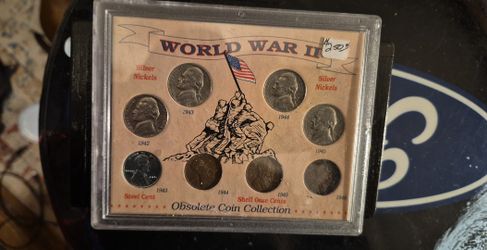 WORLD WAR II
Silver
Nickels
Silver
Nickels
1943
1944
1942
1945
Steel Cent
1943
1944
Shell Case Cents
1945
1946
Obsolete Coin Collection